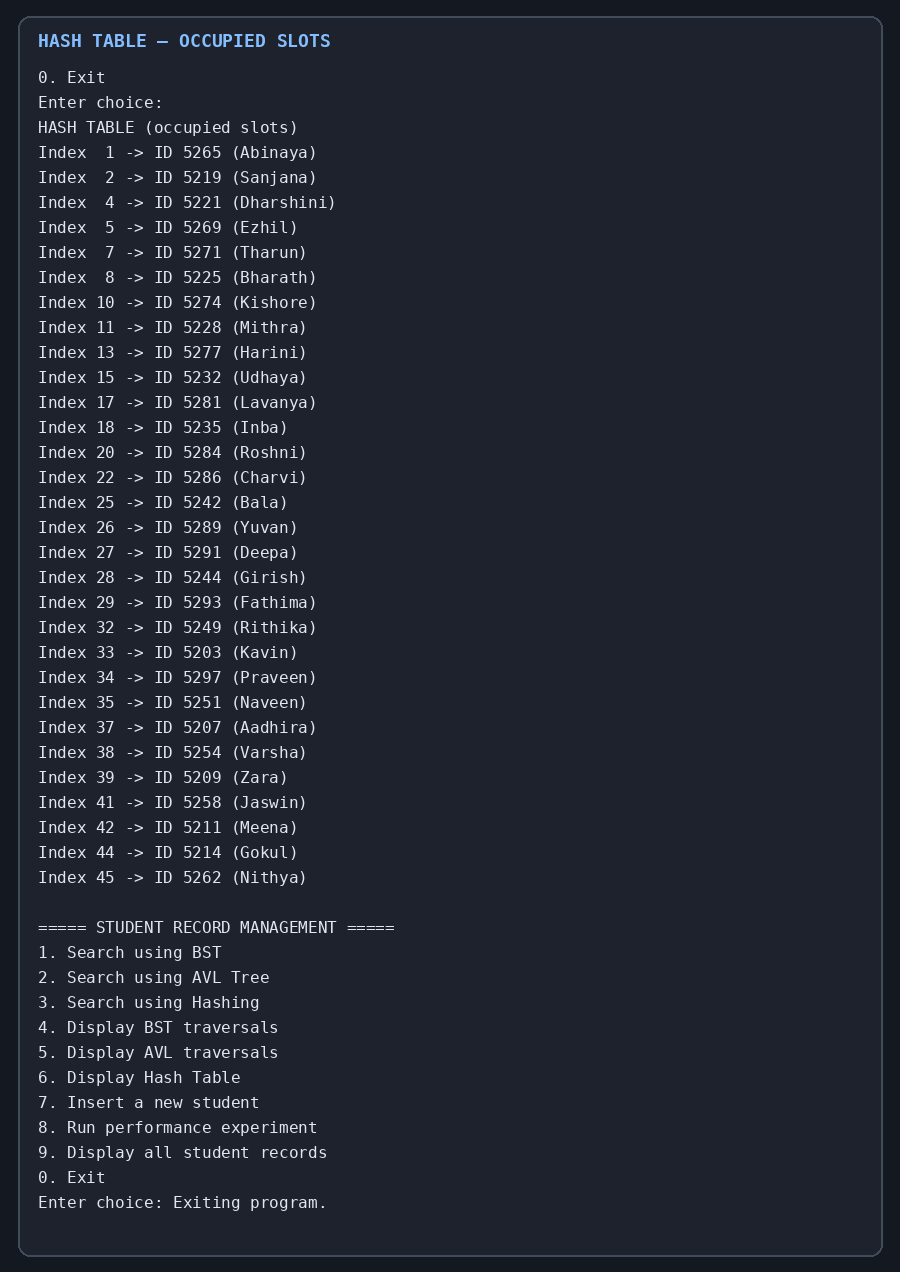 HASH TABLE — OCCUPIED SLOTS
0. Exit
Enter choice:
HASH TABLE (occupied slots)
Index  1 -> ID 5265 (Abinaya)
Index  2 -> ID 5219 (Sanjana)
Index  4 -> ID 5221 (Dharshini)
Index  5 -> ID 5269 (Ezhil)
Index  7 -> ID 5271 (Tharun)
Index  8 -> ID 5225 (Bharath)
Index 10 -> ID 5274 (Kishore)
Index 11 -> ID 5228 (Mithra)
Index 13 -> ID 5277 (Harini)
Index 15 -> ID 5232 (Udhaya)
Index 17 -> ID 5281 (Lavanya)
Index 18 -> ID 5235 (Inba)
Index 20 -> ID 5284 (Roshni)
Index 22 -> ID 5286 (Charvi)
Index 25 -> ID 5242 (Bala)
Index 26 -> ID 5289 (Yuvan)
Index 27 -> ID 5291 (Deepa)
Index 28 -> ID 5244 (Girish)
Index 29 -> ID 5293 (Fathima)
Index 32 -> ID 5249 (Rithika)
Index 33 -> ID 5203 (Kavin)
Index 34 -> ID 5297 (Praveen)
Index 35 -> ID 5251 (Naveen)
Index 37 -> ID 5207 (Aadhira)
Index 38 -> ID 5254 (Varsha)
Index 39 -> ID 5209 (Zara)
Index 41 -> ID 5258 (Jaswin)
Index 42 -> ID 5211 (Meena)
Index 44 -> ID 5214 (Gokul)
Index 45 -> ID 5262 (Nithya)
===== STUDENT RECORD MANAGEMENT =====
1. Search using BST
2. Search using AVL Tree
3. Search using Hashing
4. Display BST traversals
5. Display AVL traversals
6. Display Hash Table
7. Insert a new student
8. Run performance experiment
9. Display all student records
0. Exit
Enter choice: Exiting program.